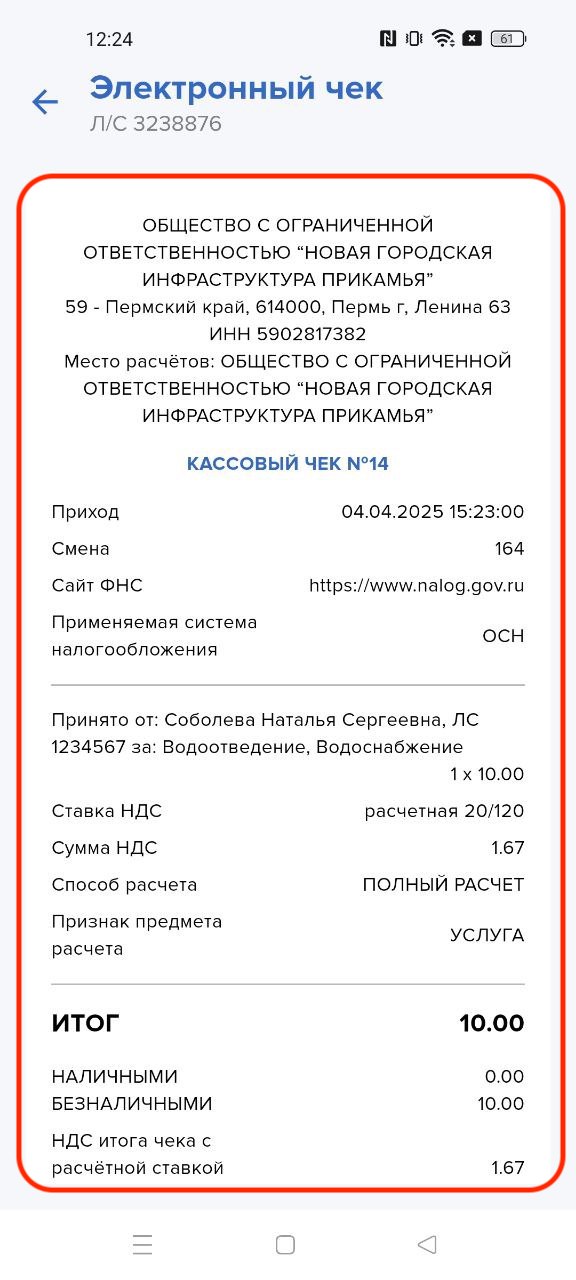 12:24
61
Электронный чек
Л/С 3238876
ОБЩЕСТВО С ОГРАНИЧЕННОЙ
ОТВЕТСТВЕННОСТЬЮ “НОВАЯ ГОРОДСКАЯ
ИНФРАСТРУКТУРА ПРИКАМЬЯ”
59 - Пермский край, 614000, Пермь г, Ленина 63
ИНН 5902817382
Место расчётов: ОБЩЕСТВО С ОГРАНИЧЕННОЙ
ОТВЕТСТВЕННОСТЬЮ “НОВАЯ ГОРОДСКАЯ
ИНФРАСТРУКТУРА ПРИКАМЬЯ”
КАССОВЫЙ ЧЕК №14
Приход 04.04.2025 15:23:00
Смена 164
Сайт ФНС https://www.nalog.gov.ru
Применяемая система
налогообложения ОСН
Принято от: Соболева Наталья Сергеевна, ЛС
1234567 за: Водоотведение, Водоснабжение
1 x 10.00
Ставка НДС расчетная 20/120
Сумма НДС 1.67
Способ расчета ПОЛНЫЙ РАСЧЕТ
Признак предмета
расчета УСЛУГА
ИТОГ 10.00
НАЛИЧНЫМИ 0.00
БЕЗНАЛИЧНЫМИ 10.00
НДС итога чека с
расчётной ставкой 1.67